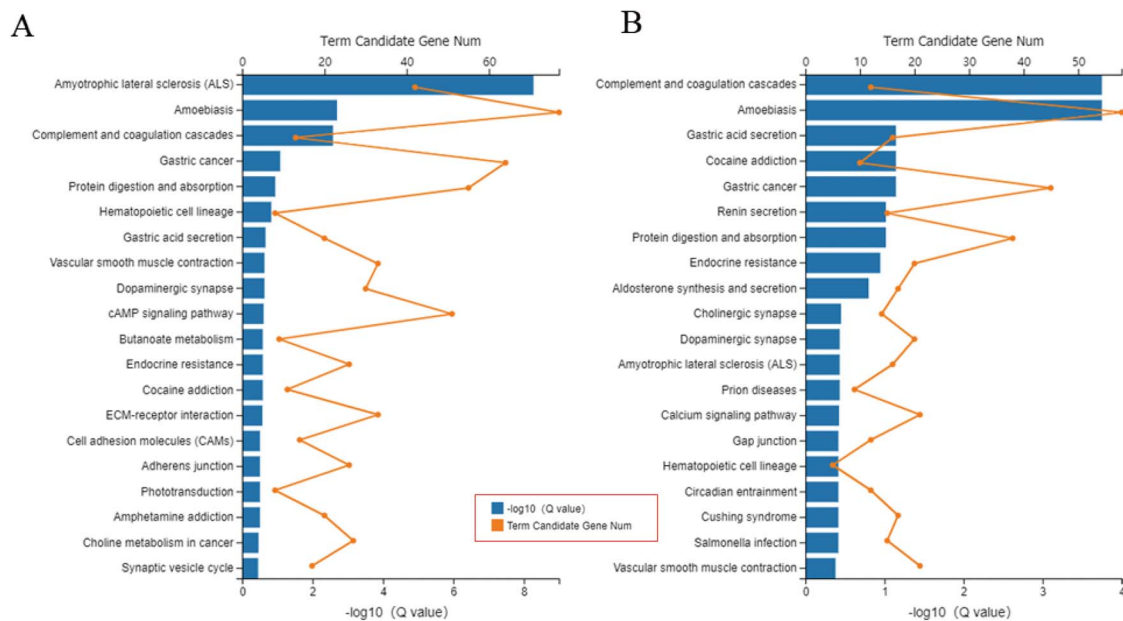 A
Term Candidate Gene Num
0 20 40 60
Amyotrophic lateral sclerosis (ALS)
Amoebiasis
Complement and coagulation cascades
Gastric cancer
Protein digestion and absorption
Hematopoietic cell lineage
Gastric acid secretion
Vascular smooth muscle contraction
Dopaminergic synapse
cAMP signaling pathway
Butanoate metabolism
Endocrine resistance
Cocaine addiction
ECM-receptor interaction
Cell adhesion molecules (CAMs)
Adherens junction
Phototransduction
Amphetamine addiction
Choline metabolism in cancer
Synaptic vesicle cycle
0 2 4 6 8
-log10（Q value）
-log10（Q value）
Term Candidate Gene Num
B
Term Candidate Gene Num
0 10 20 30 40 50
Complement and coagulation cascades
Amoebiasis
Gastric acid secretion
Cocaine addiction
Gastric cancer
Renin secretion
Protein digestion and absorption
Endocrine resistance
Aldosterone synthesis and secretion
Cholinergic synapse
Dopaminergic synapse
Amyotrophic lateral sclerosis (ALS)
Prion diseases
Calcium signaling pathway
Gap junction
Hematopoietic cell lineage
Circadian entrainment
Cushing syndrome
Salmonella infection
Vascular smooth muscle contraction
0 1 2 3 4
-log10（Q value）